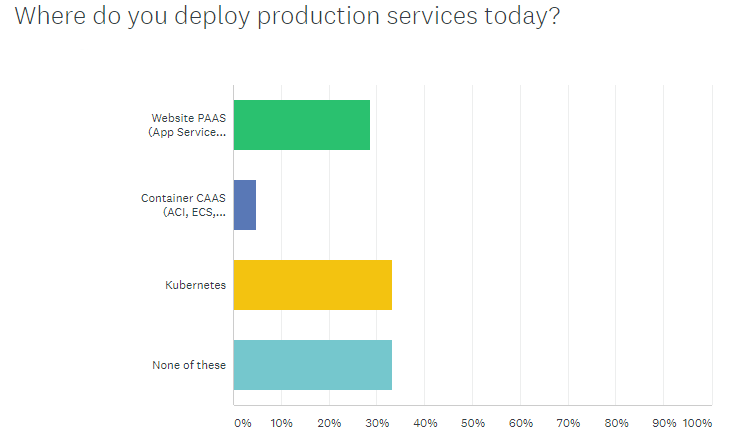 Where do you deploy production services today?
Website PAAS
(App Service...
Container CAAS
(ACI, ECS,...
Kubernetes
None of these
0% 10% 20% 30% 40% 50% 60% 70% 80% 90% 100%